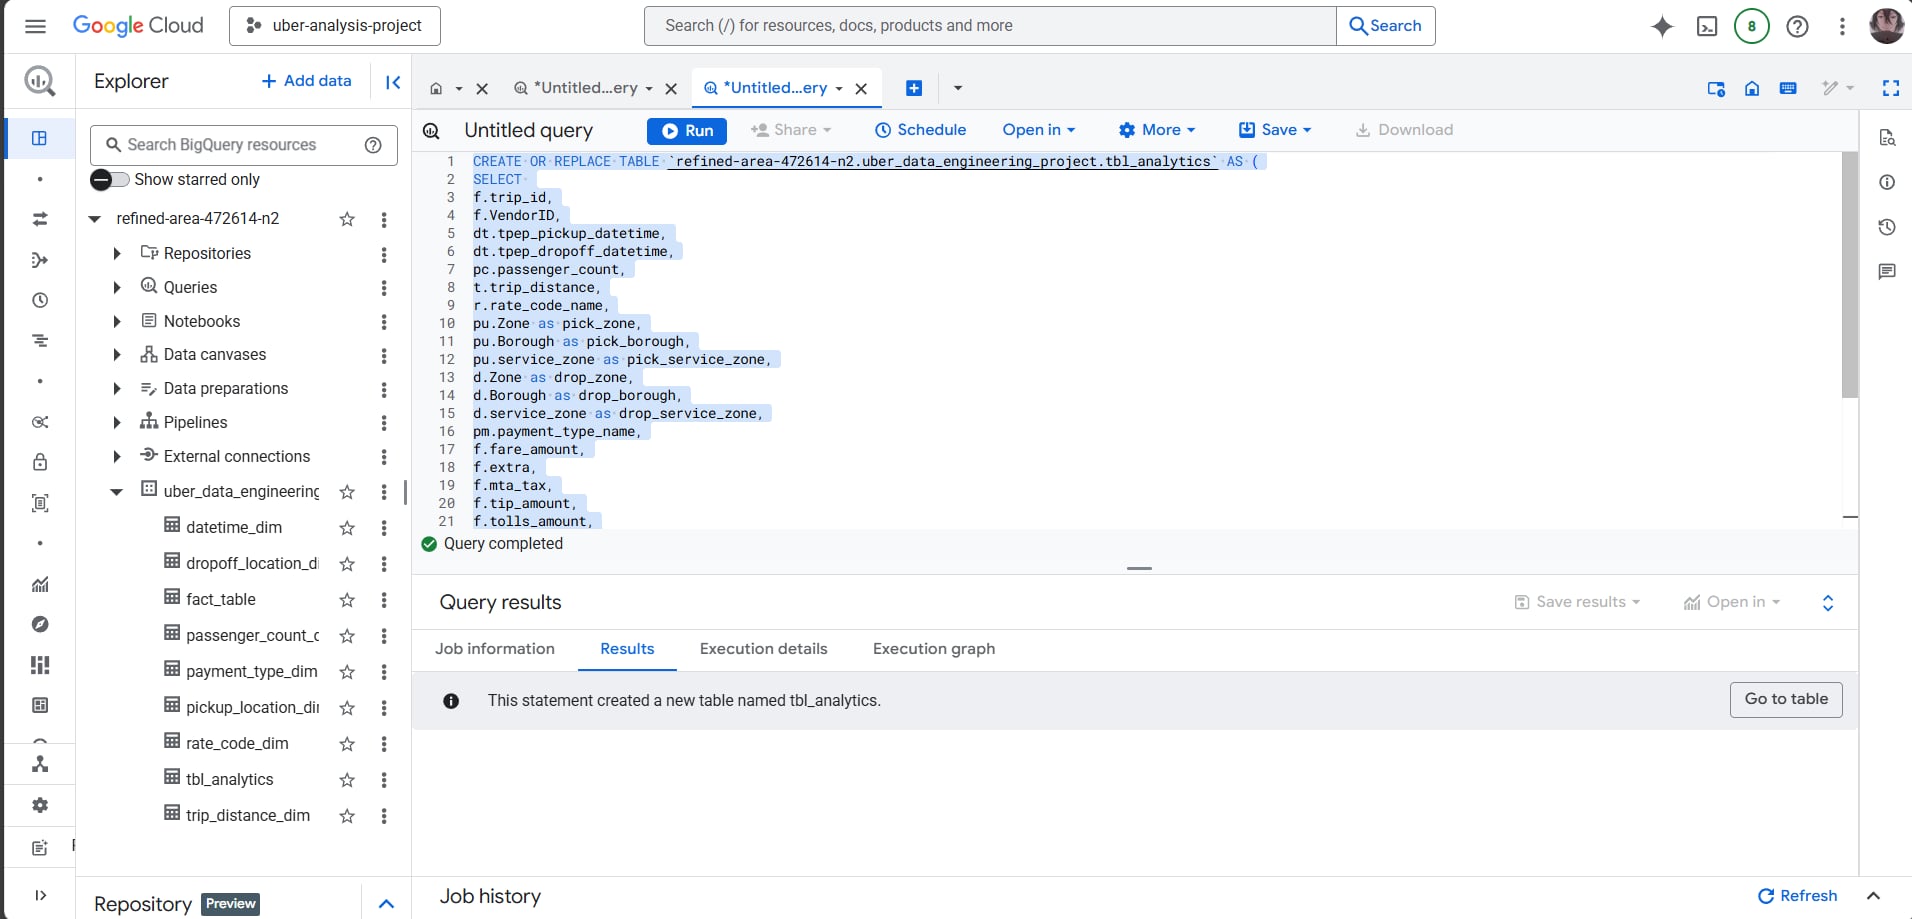 Google Cloud
uber-analysis-project
Search (/) for resources, docs, products and more
Search
8
Explorer
+ Add data
*Untitled...ery
*Untitled...ery
Search BigQuery resources
Show starred only
refined-area-472614-n2
Repositories
Queries
Notebooks
Data canvases
Data preparations
Pipelines
External connections
uber_data_engineering
datetime_dim
dropoff_location_di
fact_table
passenger_count_d
payment_type_dim
pickup_location_dir
rate_code_dim
tbl_analytics
trip_distance_dim
Repository Preview
Untitled query
Run
Share
Schedule
Open in
More
Save
Download
1 CREATE OR REPLACE TABLE `refined-area-472614-n2.uber_data_engineering_project.tbl_analytics` AS (
2 SELECT
3 f.trip_id,
4 f.VendorID,
5 dt.tpep_pickup_datetime,
6 dt.tpep_dropoff_datetime,
7 pc.passenger_count,
8 t.trip_distance,
9 r.rate_code_name,
10 pu.Zone as pick_zone,
11 pu.Borough as pick_borough,
12 pu.service_zone as pick_service_zone,
13 d.Zone as drop_zone,
14 d.Borough as drop_borough,
15 d.service_zone as drop_service_zone,
16 pm.payment_type_name,
17 f.fare_amount,
18 f.extra,
19 f.mta_tax,
20 f.tip_amount,
21 f.tolls_amount,
Query completed
Query results
Save results
Open in
Job information
Results
Execution details
Execution graph
This statement created a new table named tbl_analytics.
Go to table
Job history
Refresh